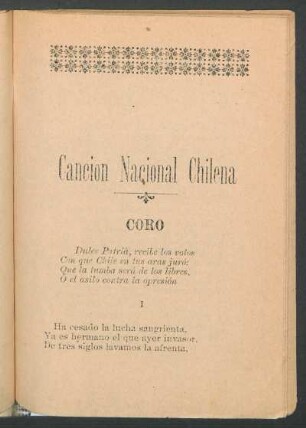 Cancion Nacional Chilena
CORO
Dulce Patria, recibe los votos
Con que Chile en tus aras juró:
Que la tumba será de los libres,
O el asilo contra la opresión
I
Ha cesado la lucha sangrienta,
Ya es hermano el que ayer invasor,
De tres siglos lavamos la afrenta,